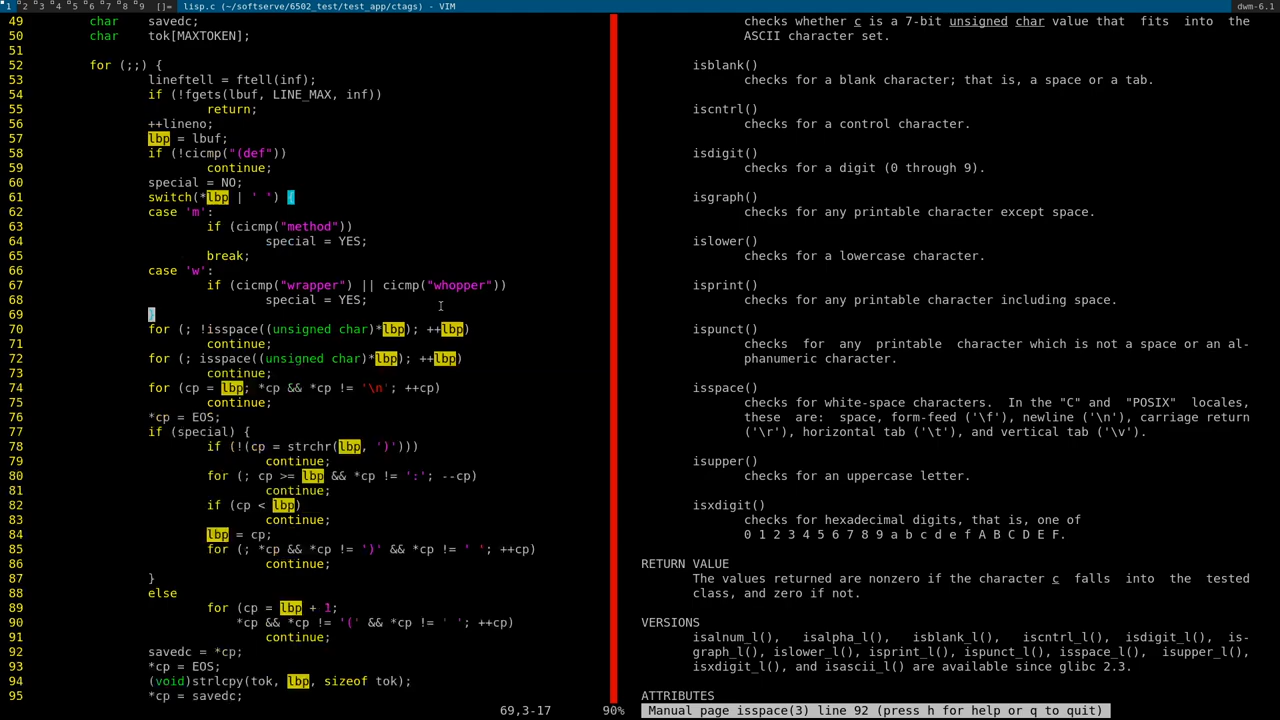 1 2 3 4 5 6 7 8 9 []= lisp.c (~/softserve/6502_test/test_app/ctags) - VIM dwm-6.1
49 char savedc;
50 char tok[MAXTOKEN];
51
52 for (;;) {
53 lineftell = ftell(inf);
54 if (!fgets(lbuf, LINE_MAX, inf))
55 return;
56 ++lineno;
57 lbp = lbuf;
58 if (!cicmp("(def"))
59 continue;
60 special = NO;
61 switch(*lbp | ' ') {
62 case 'm':
63 if (cicmp("method"))
64 special = YES;
65 break;
66 case 'w':
67 if (cicmp("wrapper") || cicmp("whopper"))
68 special = YES;
69 }
70 for (; !isspace((unsigned char)*lbp); ++lbp)
71 continue;
72 for (; isspace((unsigned char)*lbp); ++lbp)
73 continue;
74 for (cp = lbp; *cp && *cp != '\n'; ++cp)
75 continue;
76 *cp = EOS;
77 if (special) {
78 if (!(cp = strchr(lbp, ')')))
79 continue;
80 for (; cp >= lbp && *cp != ':'; --cp)
81 continue;
82 if (cp < lbp)
83 continue;
84 lbp = cp;
85 for (; *cp && *cp != ')' && *cp != ' '; ++cp)
86 continue;
87 }
88 else
89 for (cp = lbp + 1;
90 *cp && *cp != '(' && *cp != ' '; ++cp)
91 continue;
92 savedc = *cp;
93 *cp = EOS;
94 (void)strlcpy(tok, lbp, sizeof tok);
95 *cp = savedc;
69,3-17 90%
checks whether c is a 7-bit unsigned char value that fits into the
ASCII character set.
isblank()
checks for a blank character; that is, a space or a tab.
iscntrl()
checks for a control character.
isdigit()
checks for a digit (0 through 9).
isgraph()
checks for any printable character except space.
islower()
checks for a lowercase character.
isprint()
checks for any printable character including space.
ispunct()
checks for any printable character which is not a space or an al-
phanumeric character.
isspace()
checks for white-space characters. In the "C" and "POSIX" locales,
these are: space, form-feed ('\f'), newline ('\n'), carriage return
('\r'), horizontal tab ('\t'), and vertical tab ('\v').
isupper()
checks for an uppercase letter.
isxdigit()
checks for hexadecimal digits, that is, one of
0 1 2 3 4 5 6 7 8 9 a b c d e f A B C D E F.
RETURN VALUE
The values returned are nonzero if the character c falls into the tested
class, and zero if not.
VERSIONS
isalnum_l(), isalpha_l(), isblank_l(), iscntrl_l(), isdigit_l(), is-
graph_l(), islower_l(), isprint_l(), ispunct_l(), isspace_l(), isupper_l(),
isxdigit_l(), and isascii_l() are available since glibc 2.3.
ATTRIBUTES
Manual page isspace(3) line 92 (press h for help or q to quit)